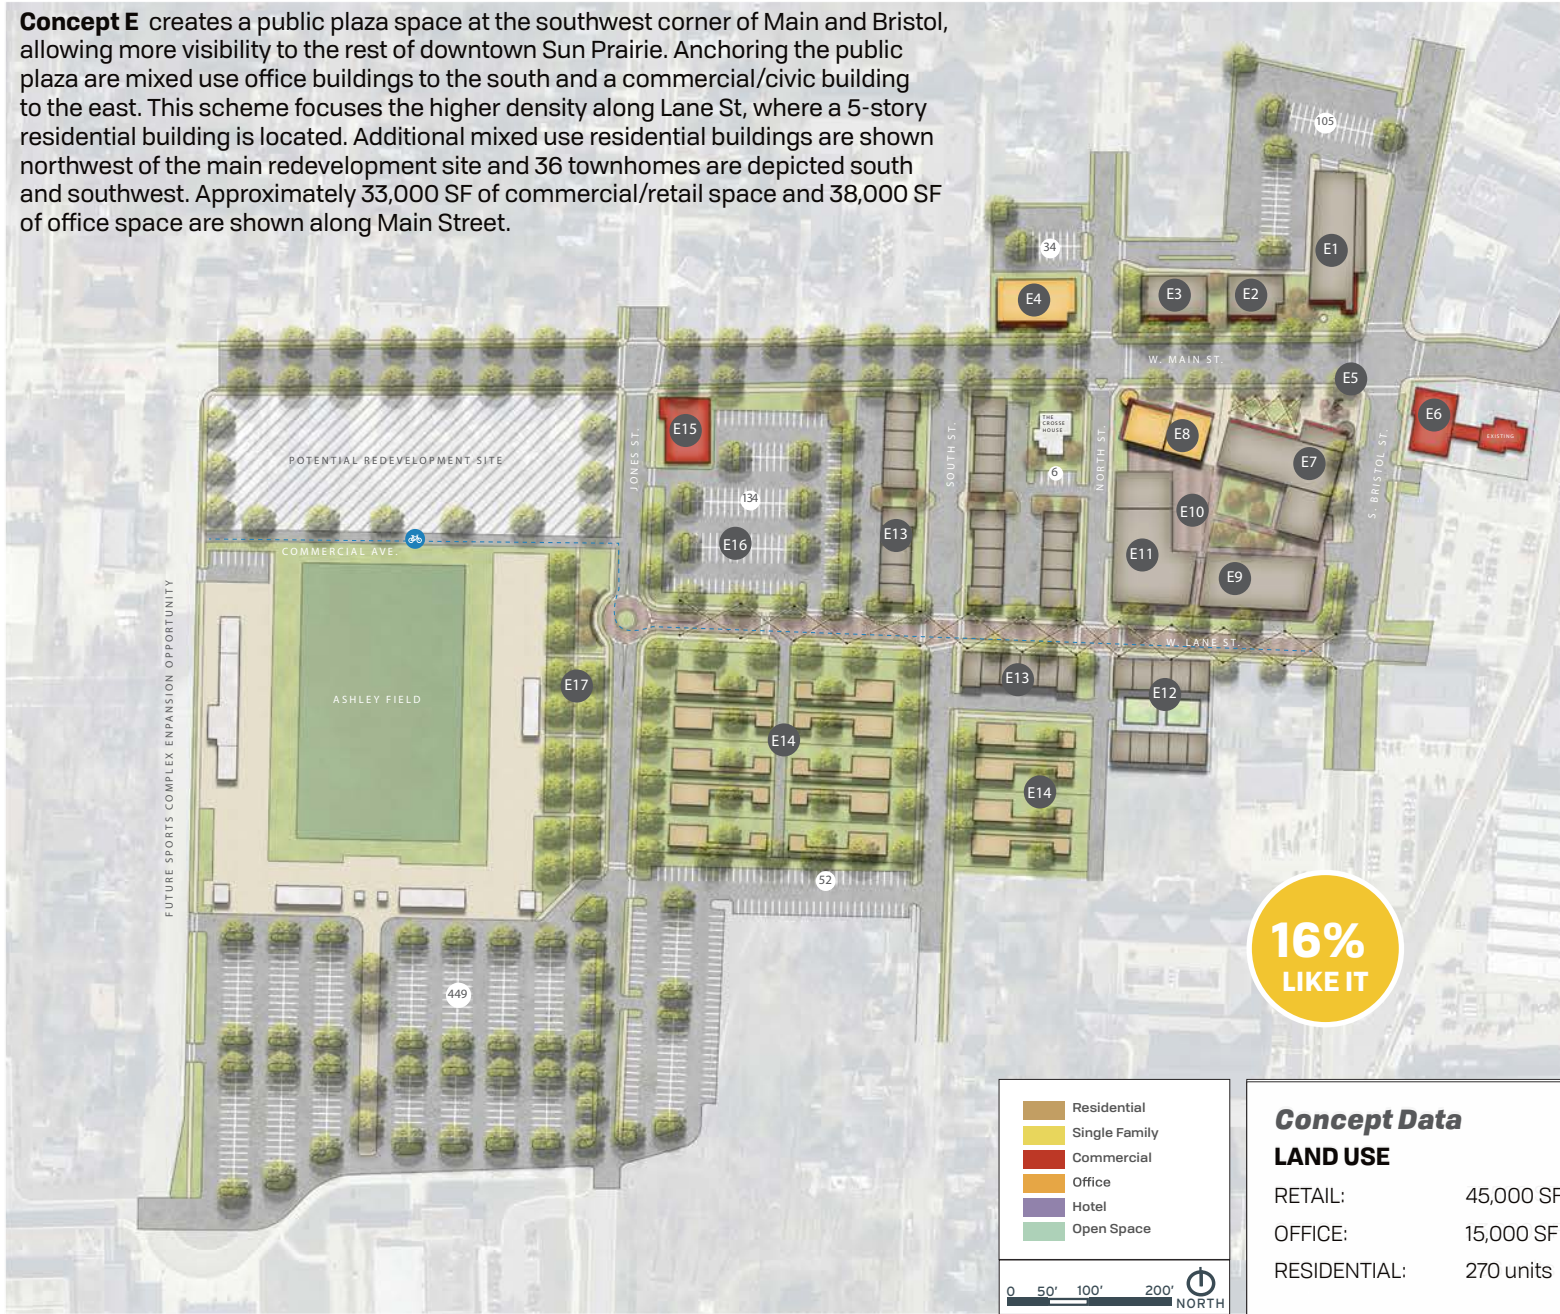 Concept E creates a public plaza space at the southwest corner of Main and Bristol,
allowing more visibility to the rest of downtown Sun Prairie. Anchoring the public
plaza are mixed use office buildings to the south and a commercial/civic building
to the east. This scheme focuses the higher density along Lane St, where a 5-story
residential building is located. Additional mixed use residential buildings are shown
northwest of the main redevelopment site and 36 townhomes are depicted south
and southwest. Approximately 33,000 SF of commercial/retail space and 38,000 SF
of office space are shown along Main Street.
105
34
E1
E4
E3
E2
W. MAIN ST.
E5
E15
JONES ST.
SOUTH ST.
THE
CROSSE
HOUSE
NORTH ST.
E8
E7
S. BRISTOL ST.
E6
EXISTING
POTENTIAL REDEVELOPMENT SITE
6
134
E16
E13
E10
E11
E9
COMMERCIAL AVE.
W. LANE ST.
FUTURE SPORTS COMPLEX EXPANSION OPPORTUNITY
ASHLEY FIELD
E17
E13
E12
E14
E14
52
449
16%
LIKE IT
Residential
Single Family
Commercial
Office
Hotel
Open Space
0 50' 100' 200'
NORTH
Concept Data
LAND USE
RETAIL: 45,000 SF
OFFICE: 15,000 SF
RESIDENTIAL: 270 units